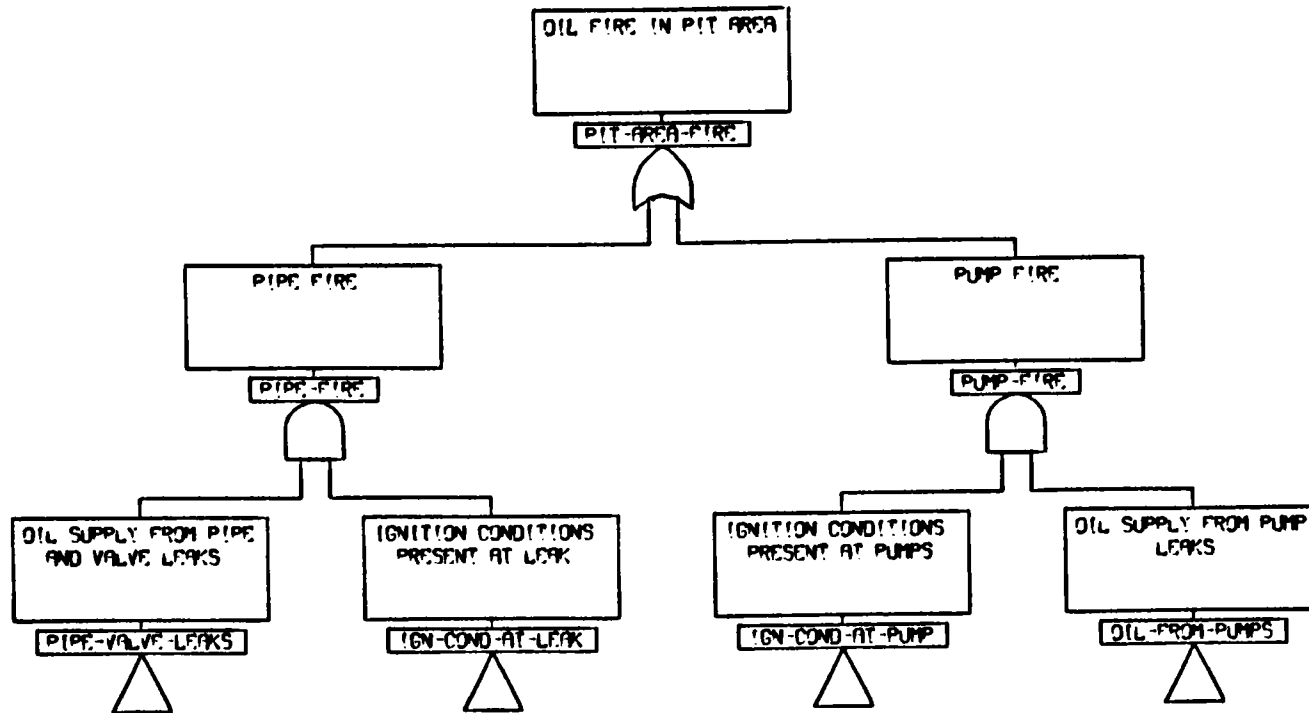 OIL FIRE IN PIT AREA
PIT-AREA-FIRE
PIPE FIRE
PIPE-FIRE
PUMP FIRE
PUMP-FIRE
OIL SUPPLY FROM PIPE
AND VALVE LEAKS
PIPE-VALVE-LEAKS
IGNITION CONDITIONS
PRESENT AT LEAK
IGN-COND-AT-LEAK
IGNITION CONDITIONS
PRESENT AT PUMPS
IGN-COND-AT-PUMP
OIL SUPPLY FROM PUMP
LEAKS
OIL-FROM-PUMPS